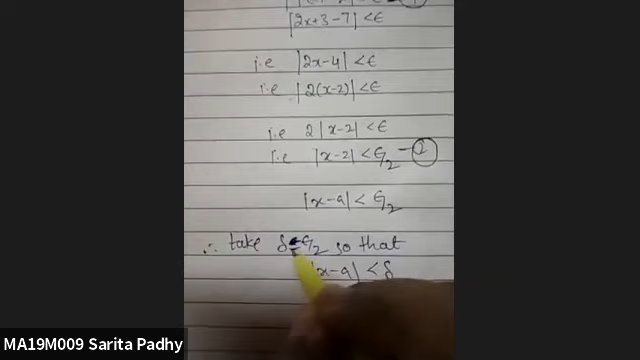 |2x+3-7| < ε
i.e |2x-4| < ε
i.e |2(x-2)| < ε
i.e 2|x-2| < ε
i.e |x-2| < ε/2 - 2
|x-a| < ε/2
∴ take δ = ε/2 so that
|x-a| < δ
MA19M009 Sarita Padhy